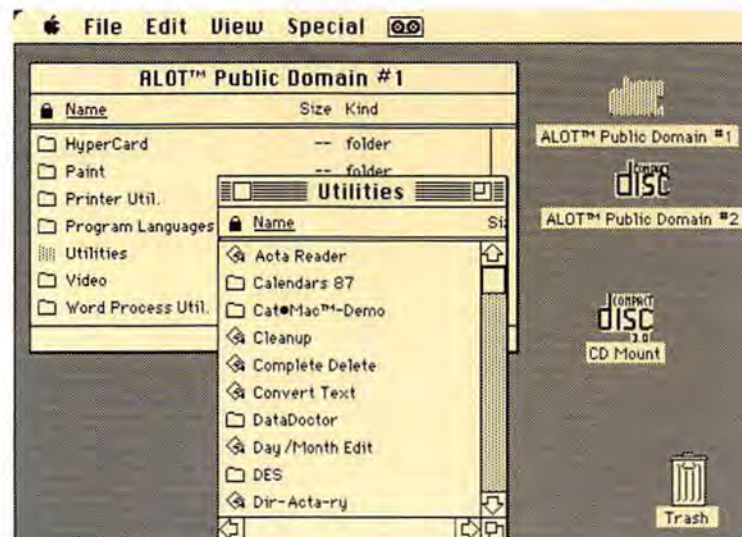 File Edit View Special
ALOT™ Public Domain #1
Name Size Kind
HyperCard -- folder
Paint -- folder
Printer Util.
Program Languages
Utilities
Video
Word Process Util.
Utilities
Name
Acta Reader
Calendars 87
Cat•Mac™-Demo
Cleanup
Complete Delete
Convert Text
DataDoctor
Day/Month Edit
DES
Dir-Acta-ry
ALOT™ Public Domain #1
COMPACT
disc
ALOT™ Public Domain #2
COMPACT
disc
3.0
CD Mount
Trash